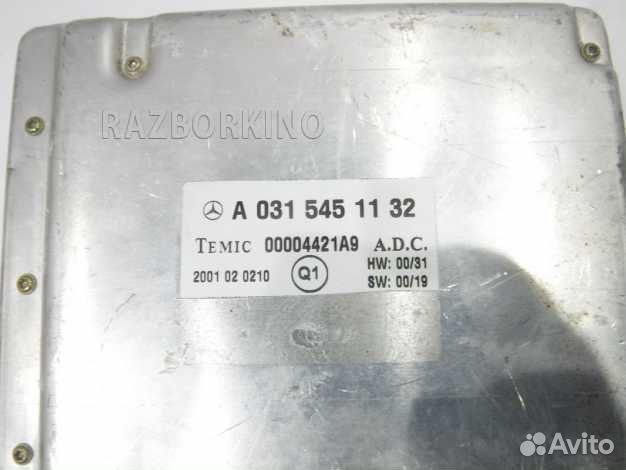 RAZBORKINO
A 031 545 11 32
TEMIC 00004421A9 A.D.C.
2001 02 0210 Q1 HW: 00/31
SW: 00/19
Avito